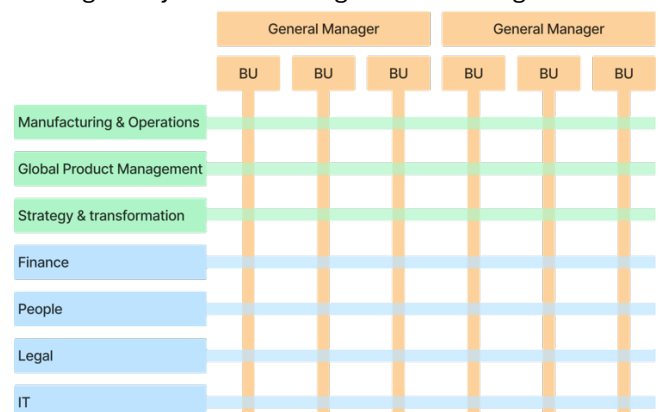 General Manager General Manager
BU BU BU BU BU BU
Manufacturing & Operations
Global Product Management
Strategy & transformation
Finance
People
Legal
IT